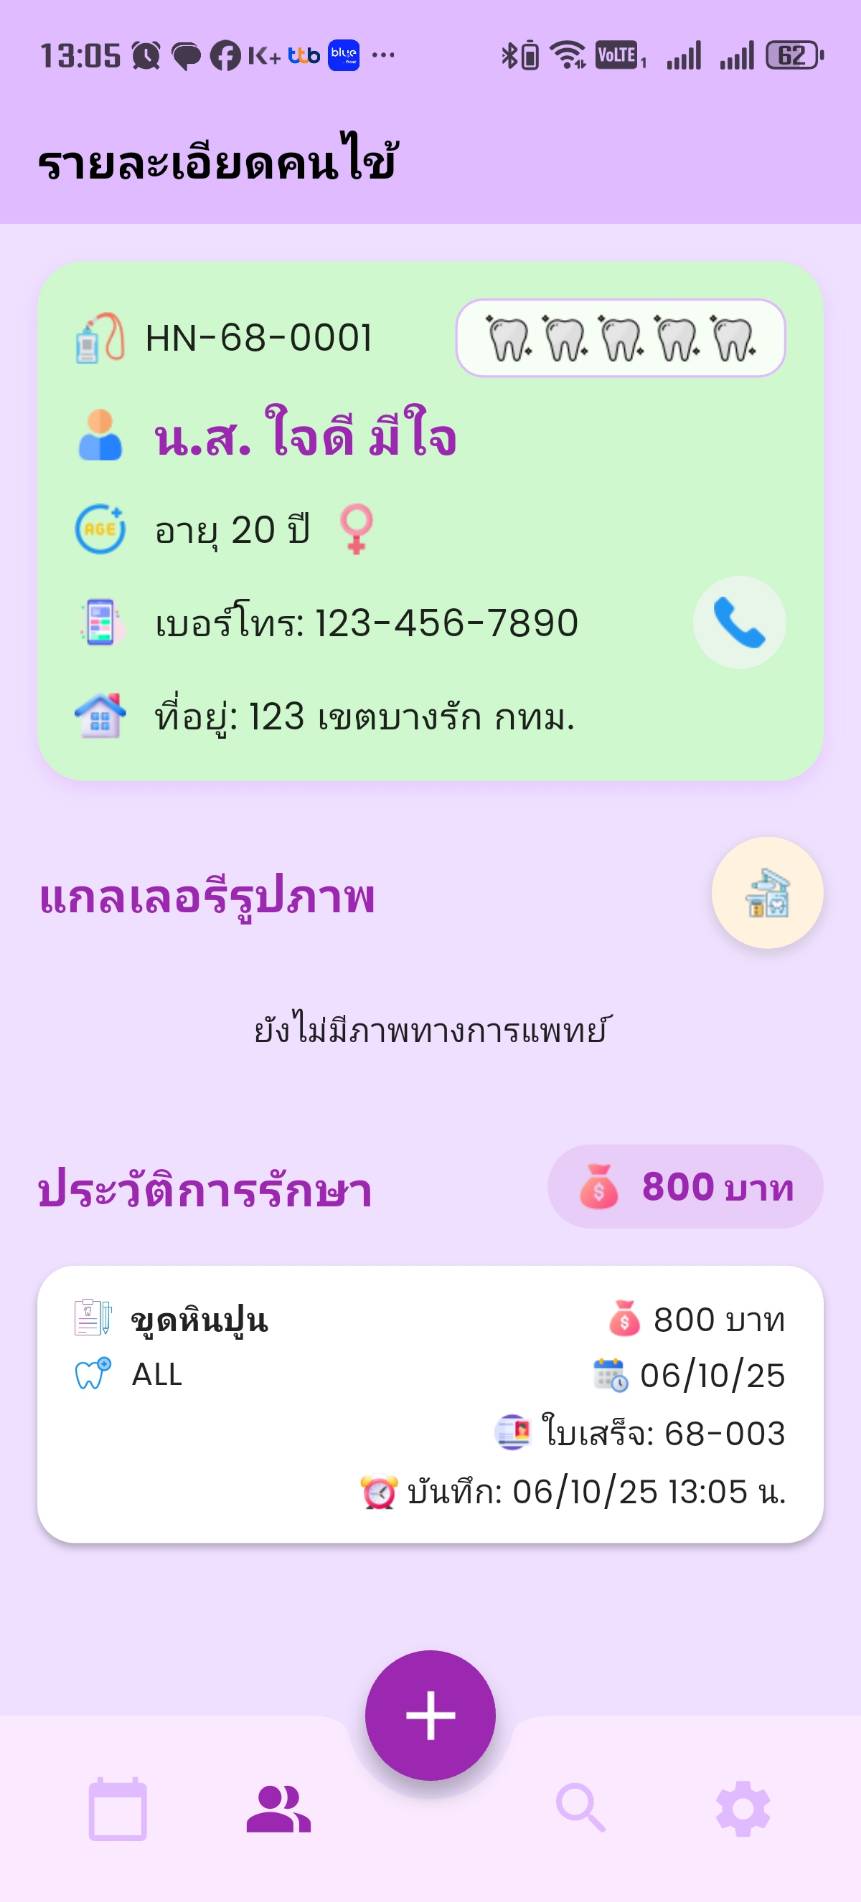 13:05 K+ ttb blue VoLTE 1 62
รายละเอียดคนไข้
HN-68-0001
น.ส. ใจดี มีใจ
AGE อายุ 20 ปี
เบอร์โทร: 123-456-7890
ที่อยู่: 123 เขตบางรัก กทม.
แกลเลอรีรูปภาพ
ยังไม่มีภาพทางการแพทย์
ประวัติการรักษา $ 800 บาท
ขูดหินปูน $ 800 บาท
ALL 06/10/25
ใบเสร็จ: 68-003
บันทึก: 06/10/25 13:05 น.